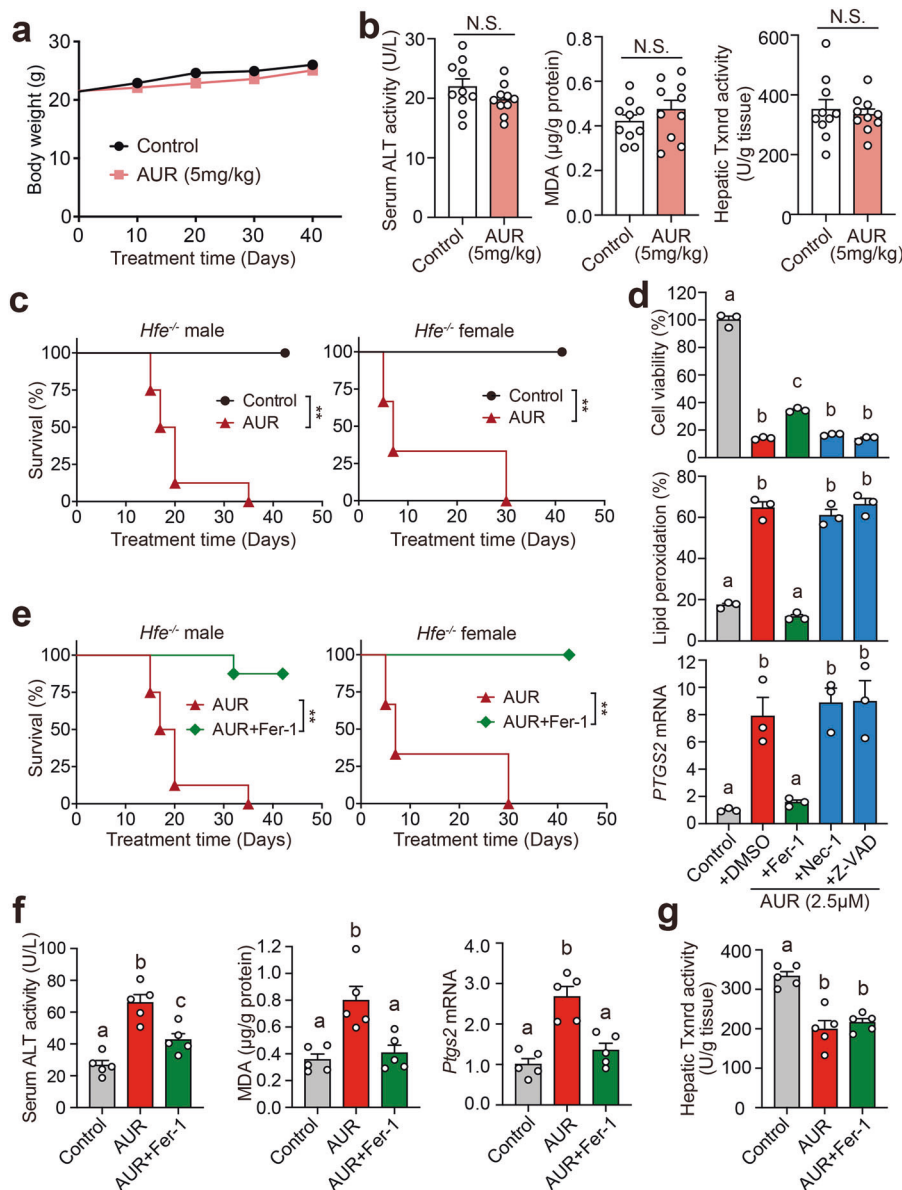 a
Body weight (g)
30
20
10
0
0 10 20 30 40
Control
AUR (5mg/kg)
Treatment time (Days)
b
N.S.
Serum ALT activity (U/L)
30
20
10
0
Control
AUR
(5mg/kg)
N.S.
MDA (μg/g protein)
0.6
0.4
0.2
0.0
Control
AUR
(5mg/kg)
N.S.
Hepatic Txnrd activity
(U/g tissue)
600
400
200
0
Control
AUR
(5mg/kg)
c
Hfe-/- male
Survival (%)
100
75
50
25
0
Control
AUR
**
0 10 20 30 40 50
Treatment time (Days)
Hfe-/- female
100
75
50
25
0
Control
AUR
**
0 10 20 30 40 50
Treatment time (Days)
d
Cell viability (%)
120
100
80
60
40
20
0
a b c b b
Lipid peroxidation (%)
80
60
40
20
0
a b a b b
PTGS2 mRNA
12
10
8
6
4
2
0
a b a b b
Control
+DMSO
+Fer-1
+Nec-1
+Z-VAD
AUR (2.5μM)
e
Hfe-/- male
Survival (%)
100
75
50
25
0
AUR
AUR+Fer-1
**
0 10 20 30 40 50
Treatment time (Days)
Hfe-/- female
100
75
50
25
0
AUR
AUR+Fer-1
**
0 10 20 30 40 50
Treatment time (Days)
f
Serum ALT activity (U/L)
100
80
60
40
20
0
a b c
Control
AUR
AUR+Fer-1
MDA (μg/g protein)
1.2
1.0
0.8
0.6
0.4
0.2
0.0
a b a
Control
AUR
AUR+Fer-1
Ptgs2 mRNA
4.0
3.0
2.0
1.0
0.0
a b a
Control
AUR
AUR+Fer-1
g
Hepatic Txnrd activity
(U/g tissue)
400
300
200
100
0
a b b
Control
AUR
AUR+Fer-1